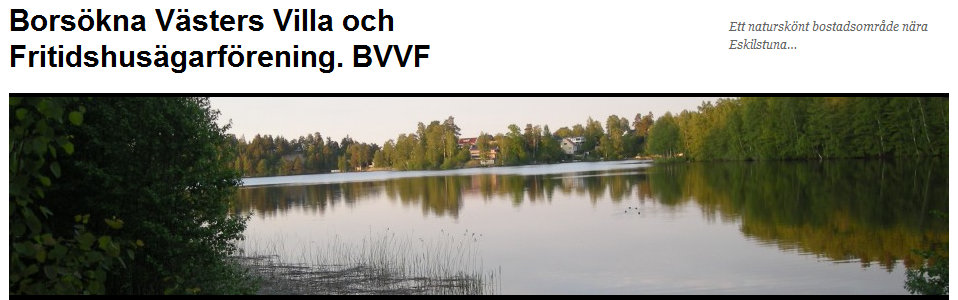 Borsökna Västers Villa och
Fritidshusägarförening. BVVF
Ett naturskönt bostadsområde nära
Eskilstuna...